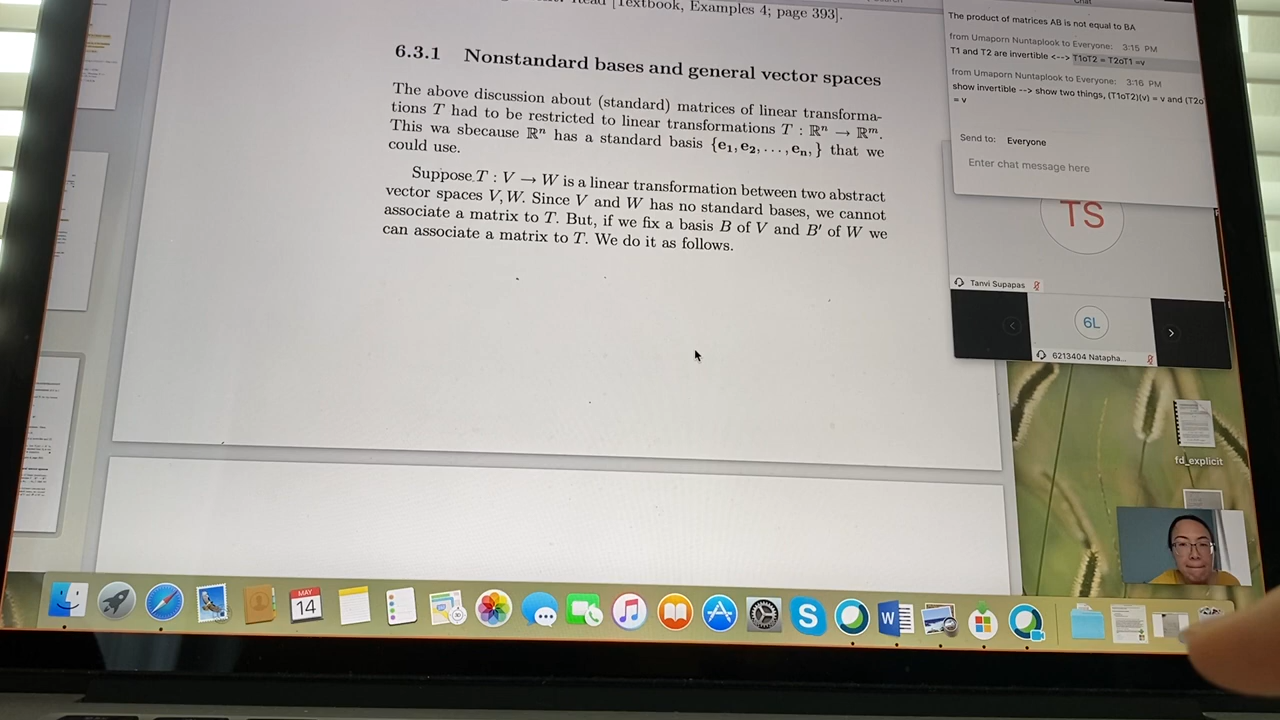 [Textbook, Examples 4; page 393].
6.3.1 Nonstandard bases and general vector spaces
The above discussion about (standard) matrices of linear transforma-
tions T had to be restricted to linear transformations T : ℝⁿ → ℝᵐ.
This wa sbecause ℝⁿ has a standard basis {e₁, e₂, . . . , eₙ, } that we
could use.
Suppose T : V → W is a linear transformation between two abstract
vector spaces V, W. Since V and W has no standard bases, we cannot
associate a matrix to T. But, if we fix a basis B of V and B′ of W we
can associate a matrix to T. We do it as follows.
The product of matrices AB is not equal to BA
from Umaporn Nuntaplook to Everyone: 3:15 PM
T1 and T2 are invertible <--> T1oT2 = T2oT1 =v
from Umaporn Nuntaplook to Everyone: 3:16 PM
show invertible --> show two things, (T1oT2)(v) = v and (T2o
= v
Send to: Everyone
Enter chat message here
TS
Tanvi Supapas
6L
6213404 Natapha...
fd_explicit
MAY
14